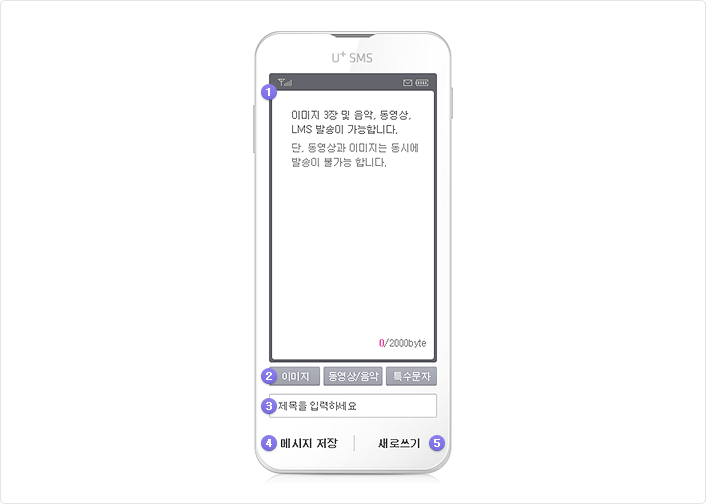 U+ SMS
1
이미지 3장 및 음악, 동영상,
LMS 발송이 가능합니다.
단, 동영상과 이미지는 동시에
발송이 불가능 합니다.
0/2000byte
2 이미지 동영상/음악 특수문자
3 제목을 입력하세요
4 메시지 저장 새로쓰기 5